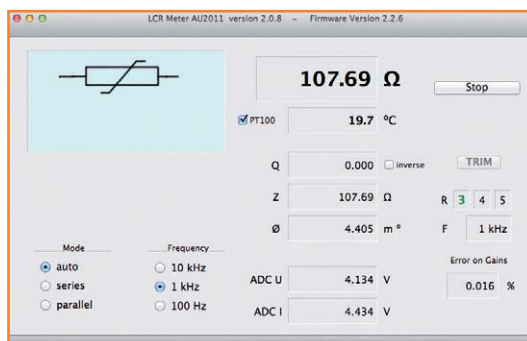 LCR Meter AU2011 version 2.0.8 – Firmware Version 2.2.6
107.69 Ω
Stop
PT100 19.7 ºC
Q 0.000 inverse TRIM
Z 107.69 Ω R 3 4 5
Ø 4.405 m º F 1 kHz
Mode Frequency Error on Gains
auto 10 kHz
series 1 kHz ADC U 4.134 V 0.016 %
parallel 100 Hz ADC I 4.434 V